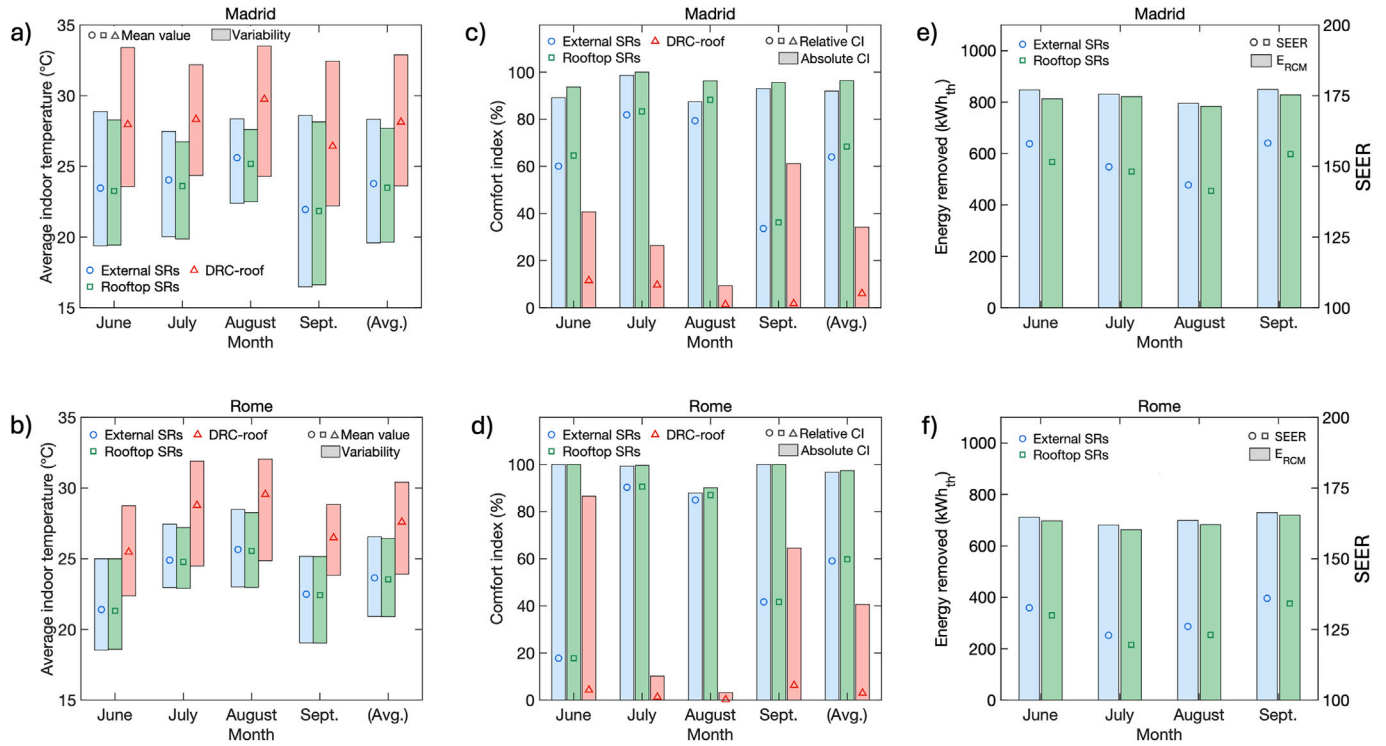 a)
Madrid
35
Mean value
Variability
30
25
20
15
Average indoor temperature (°C)
External SRs
DRC-roof
Rooftop SRs
June
July
August
Sept.
(Avg.)
Month
c)
Madrid
External SRs
DRC-roof
Relative CI
Rooftop SRs
Absolute CI
100
80
60
40
20
0
Comfort index (%)
June
July
August
Sept.
(Avg.)
Month
e)
Madrid
External SRs
SEER
Rooftop SRs
E_RCM
1000
800
600
400
200
0
Energy removed (kWh_th)
200
175
150
125
100
SEER
June
July
August
Sept.
Month
b)
Rome
35
External SRs
DRC-roof
Mean value
Rooftop SRs
Variability
30
25
20
15
Average indoor temperature (°C)
June
July
August
Sept.
(Avg.)
Month
d)
Rome
External SRs
DRC-roof
Relative CI
Rooftop SRs
Absolute CI
100
80
60
40
20
0
Comfort index (%)
June
July
August
Sept.
(Avg.)
Month
f)
Rome
External SRs
SEER
Rooftop SRs
E_RCM
1000
800
600
400
200
0
Energy removed (kWh_th)
200
175
150
125
100
SEER
June
July
August
Sept.
Month